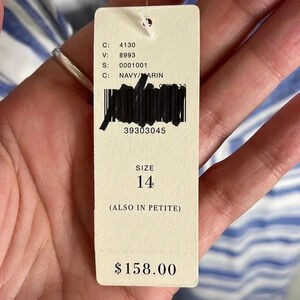 C: 4130
V: 8993
S: 0001001
C: NAVY/MARIN
39303045
SIZE
14
(ALSO IN PETITE)
$158.00